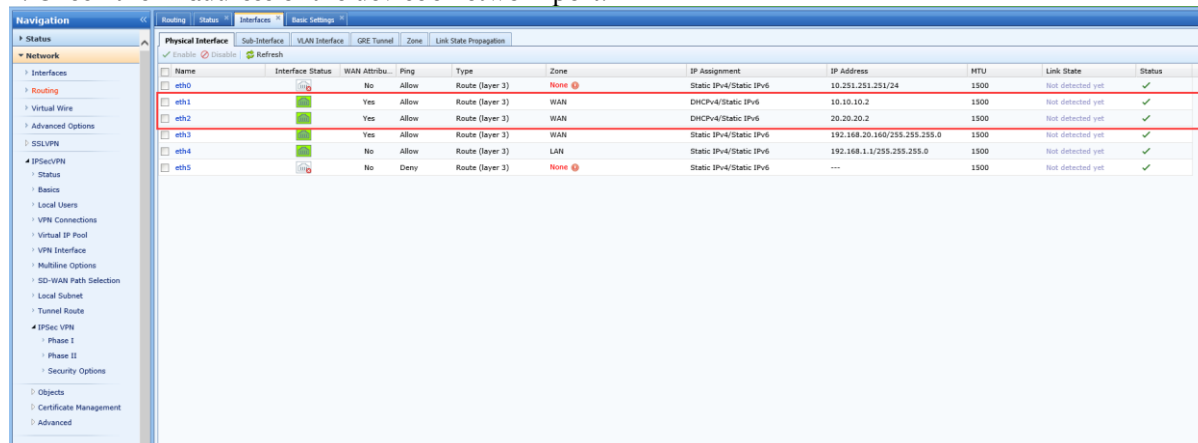 Navigation
Status
Network
Interfaces
Routing
Virtual Wire
Advanced Options
SSLVPN
IPSecVPN
Status
Basics
Local Users
VPN Connections
Virtual IP Pool
VPN Interface
Multiline Options
SD-WAN Path Selection
Local Subnet
Tunnel Route
IPSec VPN
Phase I
Phase II
Security Options
Objects
Certificate Management
Advanced
Routing Status Interfaces Basic Settings
Physical Interface Sub-Interface VLAN Interface GRE Tunnel Zone Link State Propagation
Enable Disable Refresh
Name Interface Status WAN Attribu... Ping Type Zone IP Assignment IP Address MTU Link State Status
eth0 No Allow Route (layer 3) None Static IPv4/Static IPv6 10.251.251.251/24 1500 Not detected yet
eth1 Yes Allow Route (layer 3) WAN DHCPv4/Static IPv6 10.10.10.2 1500 Not detected yet
eth2 Yes Allow Route (layer 3) WAN DHCPv4/Static IPv6 20.20.20.2 1500 Not detected yet
eth3 Yes Allow Route (layer 3) WAN Static IPv4/Static IPv6 192.168.20.160/255.255.255.0 1500 Not detected yet
eth4 No Allow Route (layer 3) LAN Static IPv4/Static IPv6 192.168.1.1/255.255.255.0 1500 Not detected yet
eth5 No Deny Route (layer 3) None Static IPv4/Static IPv6 --- 1500 Not detected yet